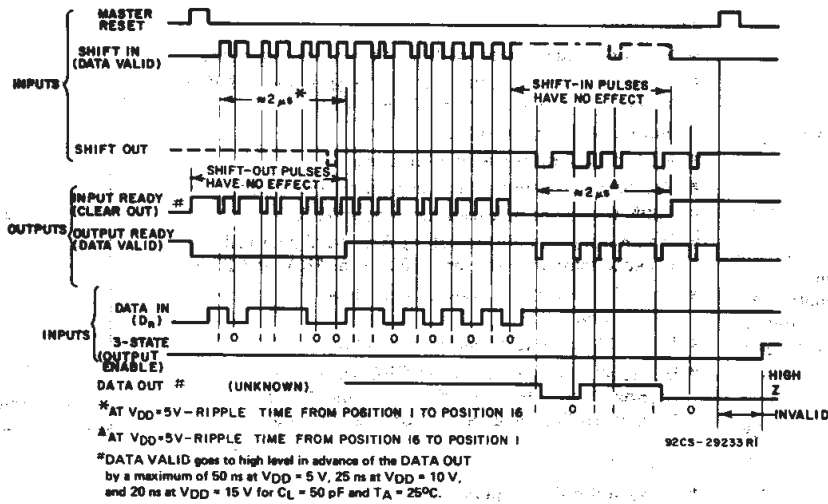 MASTER
RESET
SHIFT IN
(DATA VALID)
INPUTS
≈2 μs*
SHIFT-IN PULSES
HAVE NO EFFECT
SHIFT OUT
SHIFT-OUT PULSES
HAVE NO EFFECT
≈2 μs▲
INPUT READY #
(CLEAR OUT)
OUTPUTS
OUTPUT READY
(DATA VALID)
DATA IN
(Dn)
INPUTS
1 0 1 1 0 0 1 1 0 1 0 1 0
3-STATE
(OUTPUT
ENABLE)
DATA OUT # (UNKNOWN)
HIGH
Z
1 0 1 1 1 0
INVALID
*AT VDD=5V-RIPPLE TIME FROM POSITION 1 TO POSITION 16
▲AT VDD=5V-RIPPLE TIME FROM POSITION 16 TO POSITION 1
92CS-29233R1
#DATA VALID goes to high level in advance of the DATA OUT
by a maximum of 50 ns at VDD = 5 V, 25 ns at VDD = 10 V,
and 20 ns at VDD = 15 V for CL = 50 pF and TA = 25°C.